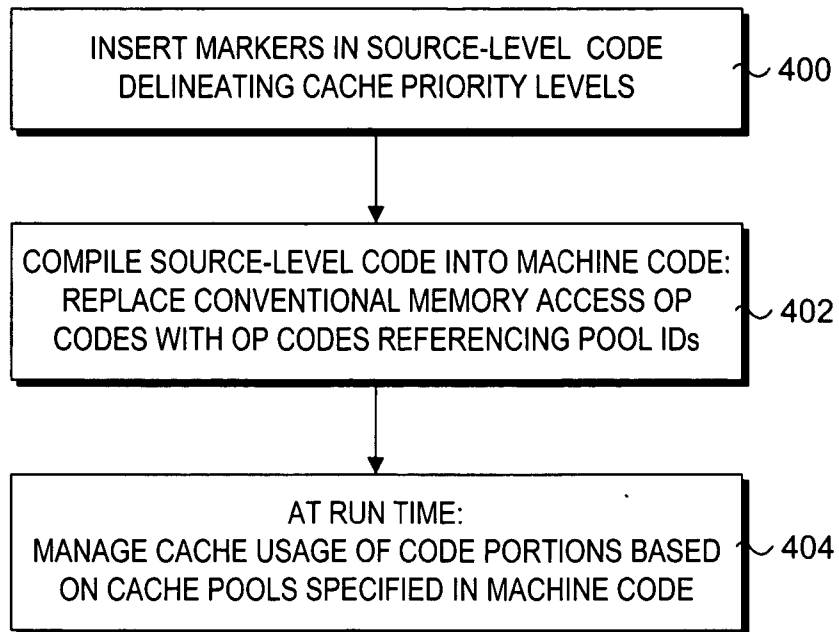 INSERT MARKERS IN SOURCE-LEVEL CODE
DELINEATING CACHE PRIORITY LEVELS
400
COMPILE SOURCE-LEVEL CODE INTO MACHINE CODE:
REPLACE CONVENTIONAL MEMORY ACCESS OP
CODES WITH OP CODES REFERENCING POOL IDs
402
AT RUN TIME:
MANAGE CACHE USAGE OF CODE PORTIONS BASED
ON CACHE POOLS SPECIFIED IN MACHINE CODE
404